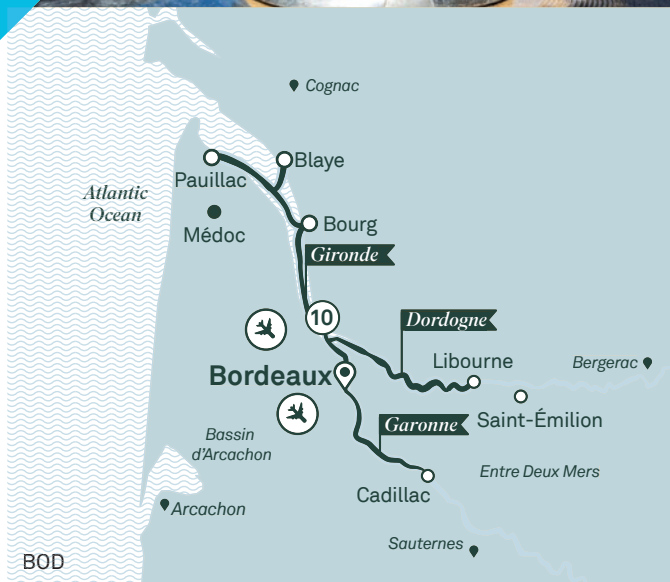 Cognac
Blaye
Pauillac
Atlantic
Ocean
Médoc
Bourg
Gironde
10
Dordogne
Libourne
Bergerac
Bordeaux
Saint-Émilion
Garonne
Bassin
d'Arcachon
Entre Deux Mers
Cadillac
Arcachon
Sauternes
BOD